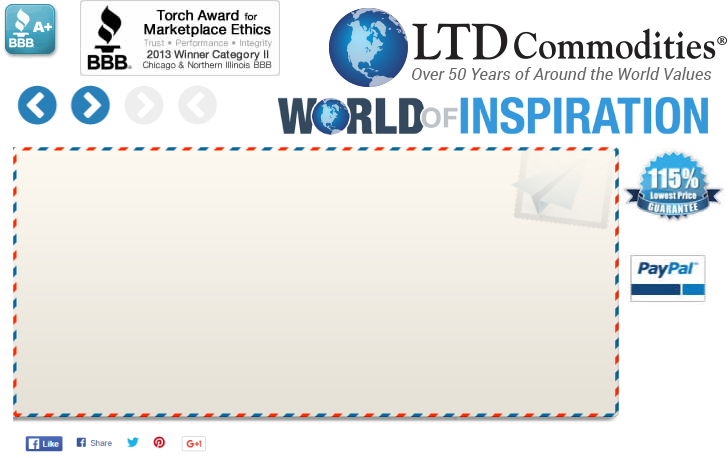 A+
BBB
Torch Award for
Marketplace Ethics
Trust • Performance • Integrity
2013 Winner Category II
Chicago & Northern Illinois BBB
BBB.
LTD Commodities®
Over 50 Years of Around the World Values
WORLD OF INSPIRATION
115%
Lowest Price
GUARANTEE
PayPal™
Like
Share
G+1